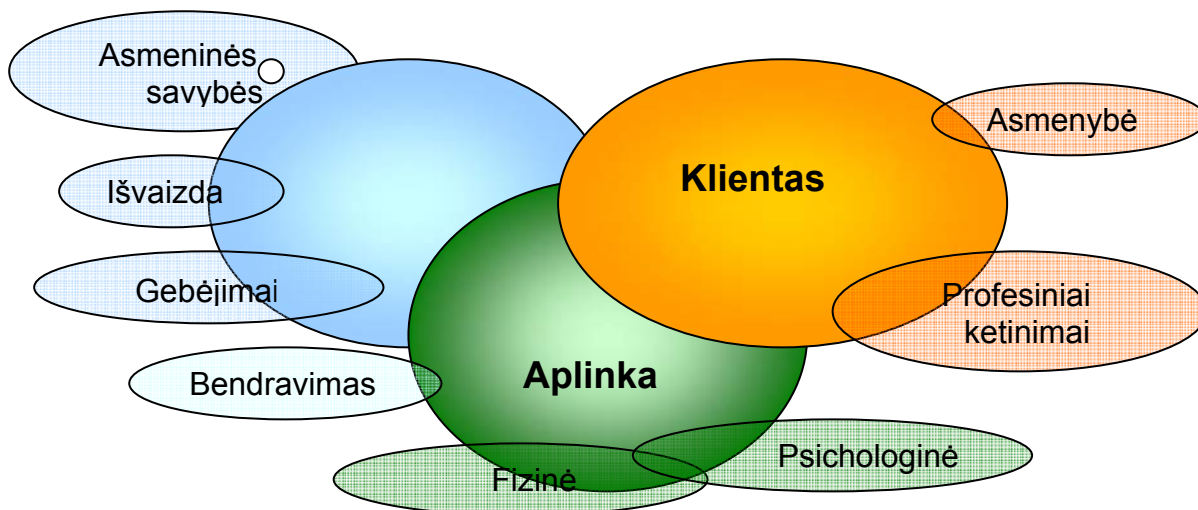 Asmeninės
savybės
Išvaizda
Gebėjimai
Bendravimas
Klientas
Aplinka
Asmenybė
Profesiniai
ketinimai
Psichologinė
Fizinė